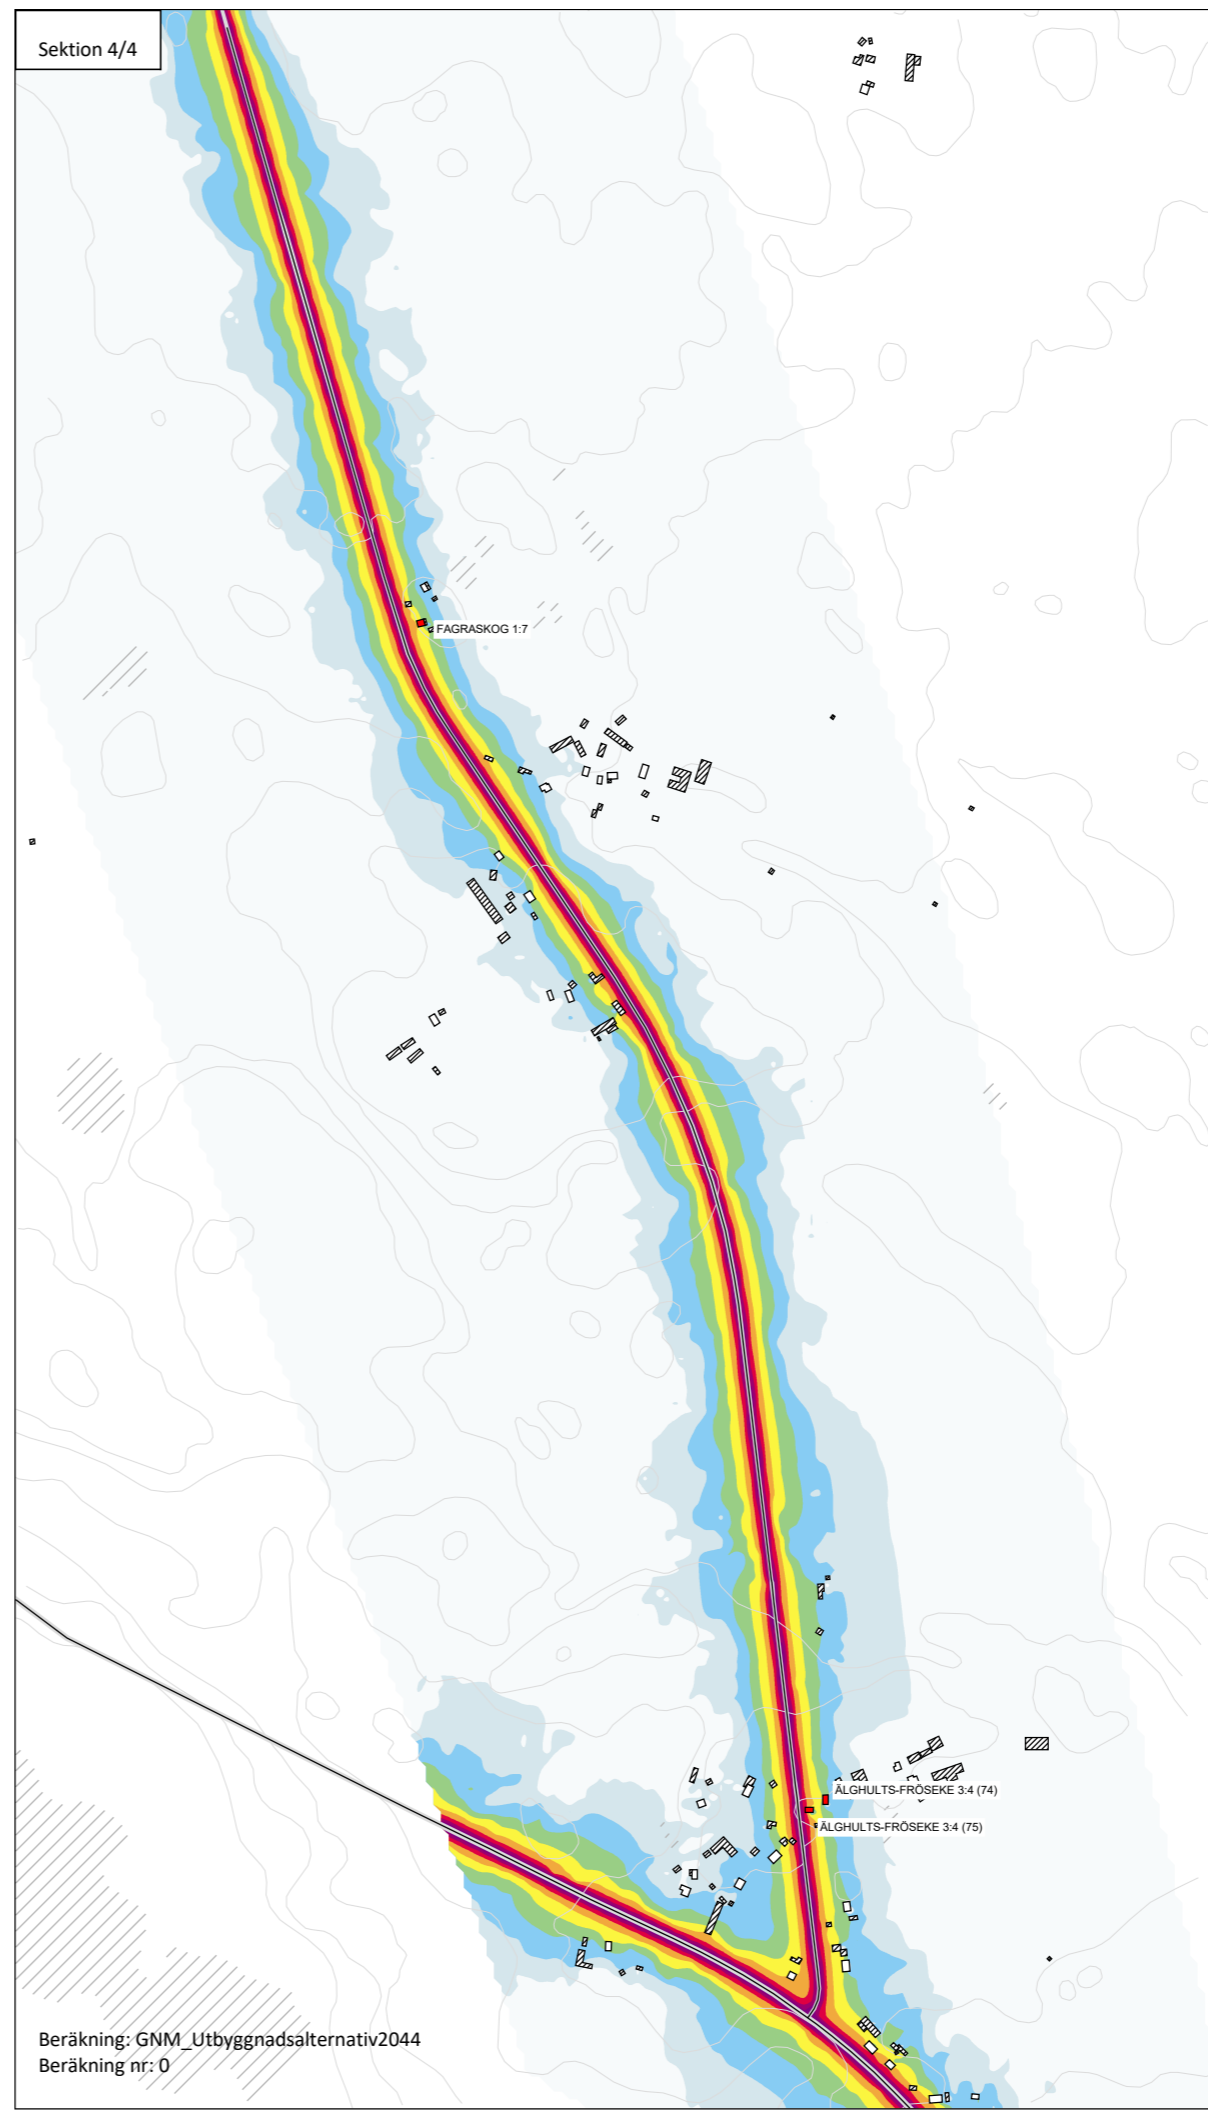 Sektion 4/4
FAGRASKOG 1:7
ÄLGHULTS-FRÖSEKE 3:4 (74)
ÄLGHULTS-FRÖSEKE 3:4 (75)
Beräkning: GNM_Utbyggnadsalternativ2044
Beräkning nr: 0